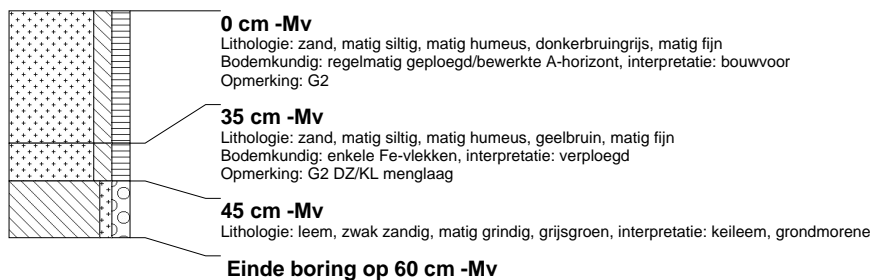 0 cm -Mv
Lithologie: zand, matig siltig, matig humeus, donkerbruingrijs, matig fijn
Bodemkundig: regelmatig geploegd/bewerkte A-horizont, interpretatie: bouwvoor
Opmerking: G2
35 cm -Mv
Lithologie: zand, matig siltig, matig humeus, geelbruin, matig fijn
Bodemkundig: enkele Fe-vlekken, interpretatie: verploegd
Opmerking: G2 DZ/KL menglaag
45 cm -Mv
Lithologie: leem, zwak zandig, matig grindig, grijsgroen, interpretatie: keileem, grondmorene
Einde boring op 60 cm -Mv